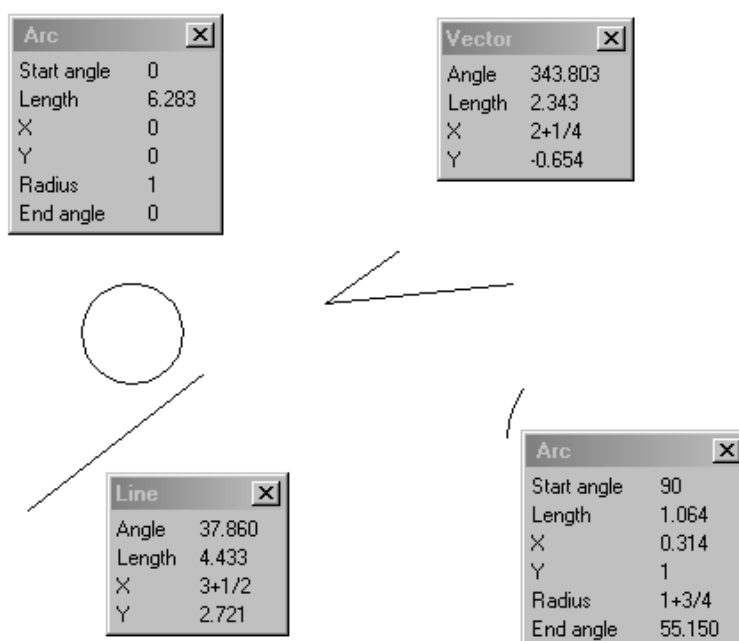 Arc
Start angle 0
Length 6.283
X 0
Y 0
Radius 1
End angle 0
Vector
Angle 343.803
Length 2.343
X 2+1/4
Y -0.654
Line
Angle 37.860
Length 4.433
X 3+1/2
Y 2.721
Arc
Start angle 90
Length 1.064
X 0.314
Y 1
Radius 1+3/4
End angle 55.150